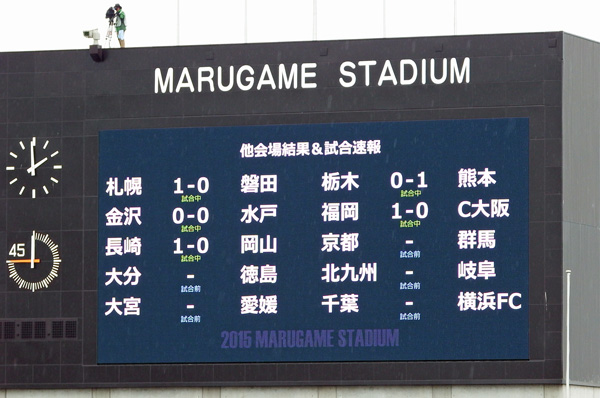 MARUGAME STADIUM
他会場結果&試合速報
札幌 1-0 磐田 栃木 0-1 熊本
試合中 試合中
金沢 0-0 水戸 福岡 1-0 C大阪
試合中 試合中
長崎 1-0 岡山 京都 - 群馬
試合中 試合前
大分 - 徳島 北九州 - 岐阜
試合前 試合前
大宮 - 愛媛 千葉 - 横浜FC
試合前 試合前
45
2015 MARUGAME STADIUM